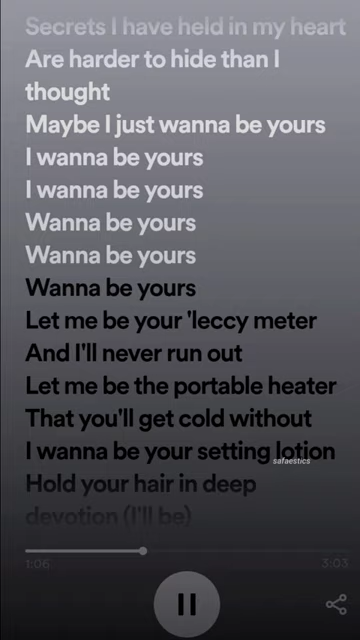 Secrets I have held in my heart
Are harder to hide than I
thought
Maybe I just wanna be yours
I wanna be yours
I wanna be yours
Wanna be yours
Wanna be yours
Wanna be yours
Let me be your 'leccy meter
And I'll never run out
Let me be the portable heater
That you'll get cold without
I wanna be your setting lotion
safaestics
Hold your hair in deep
devotion (I'll be)
1:06
3:03